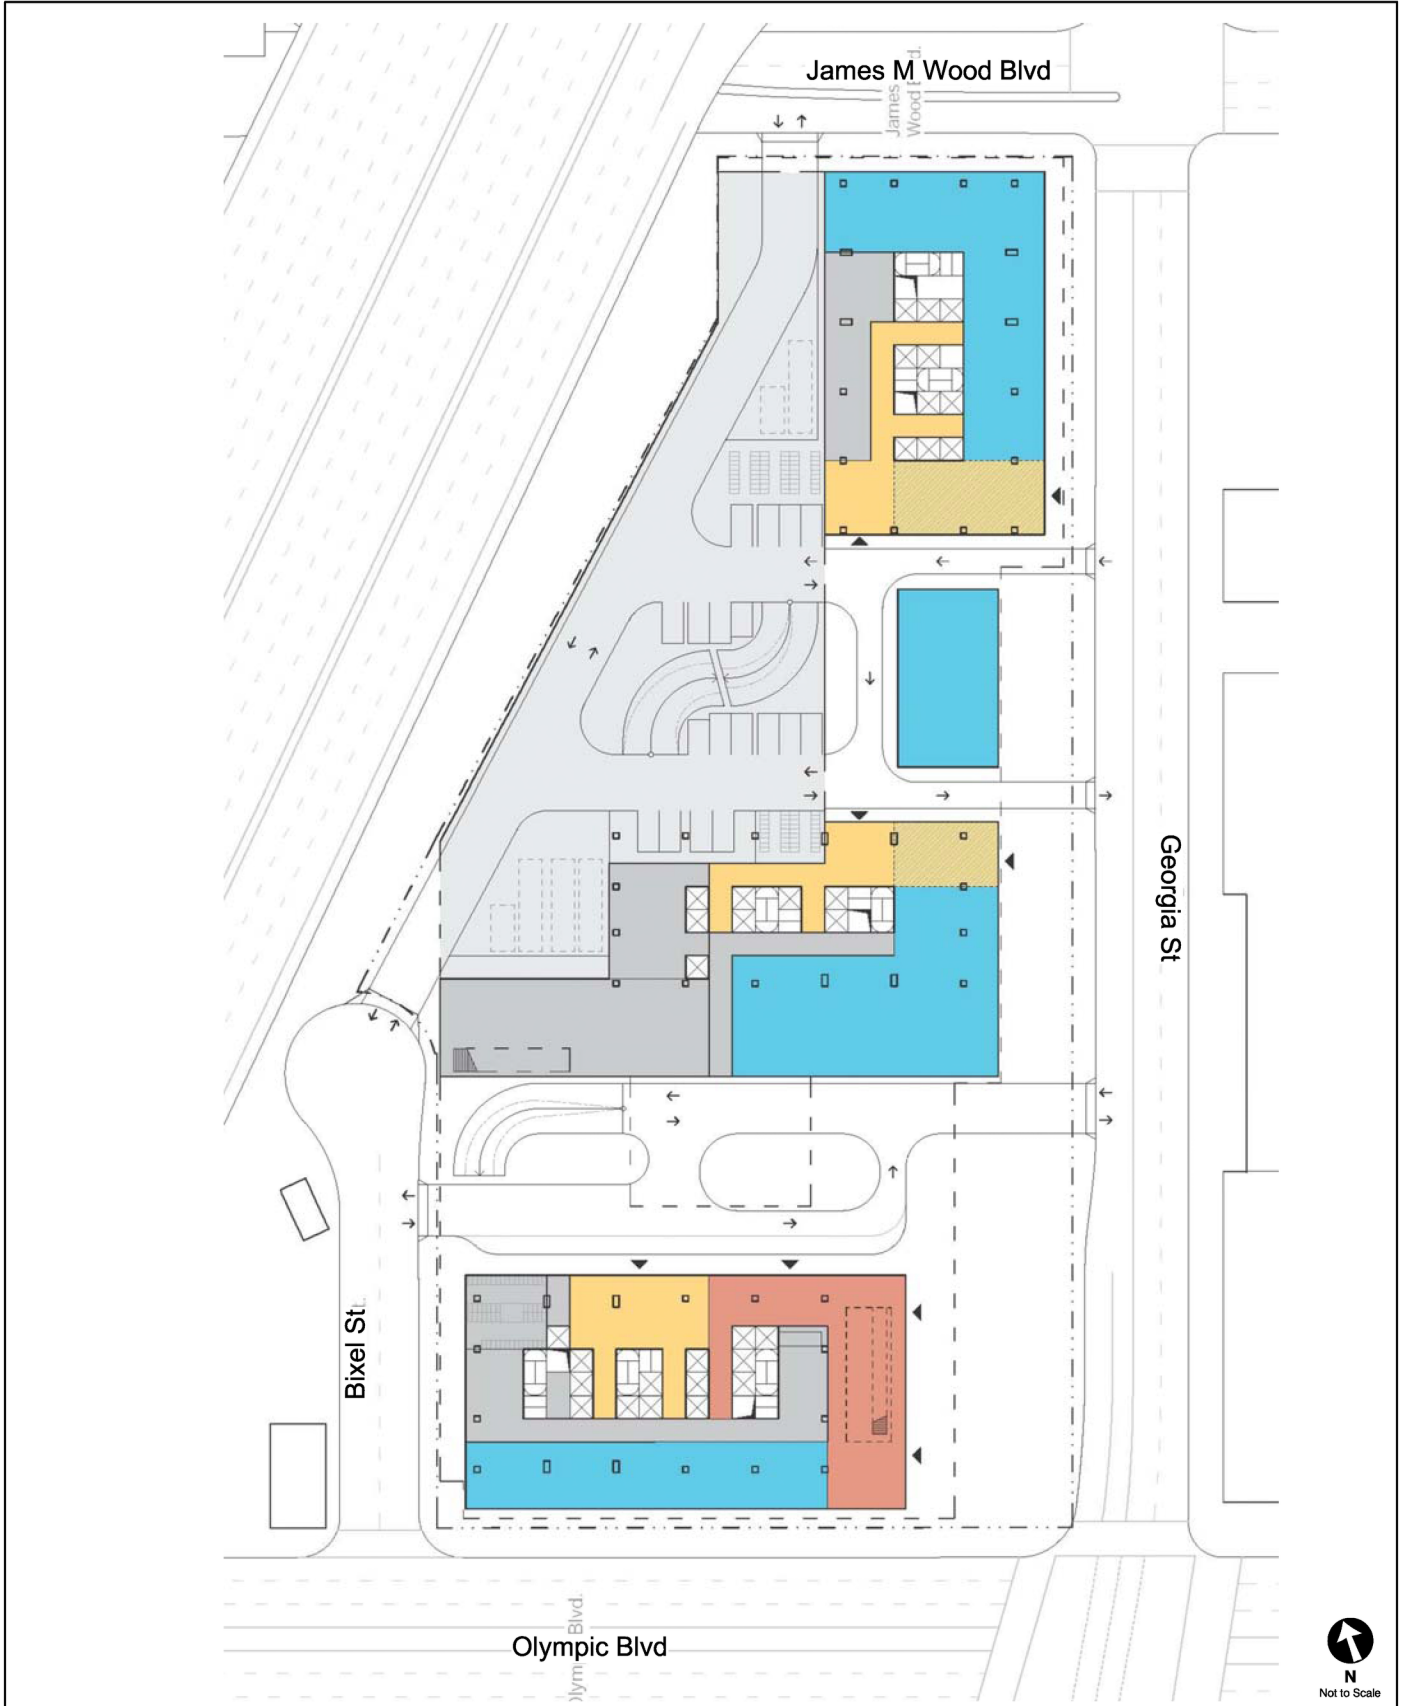 James M Wood Blvd
James
Wood
d.
Georgia St
Bixel St
t.
Blvd.
Olympic Blvd
N
Not to Scale